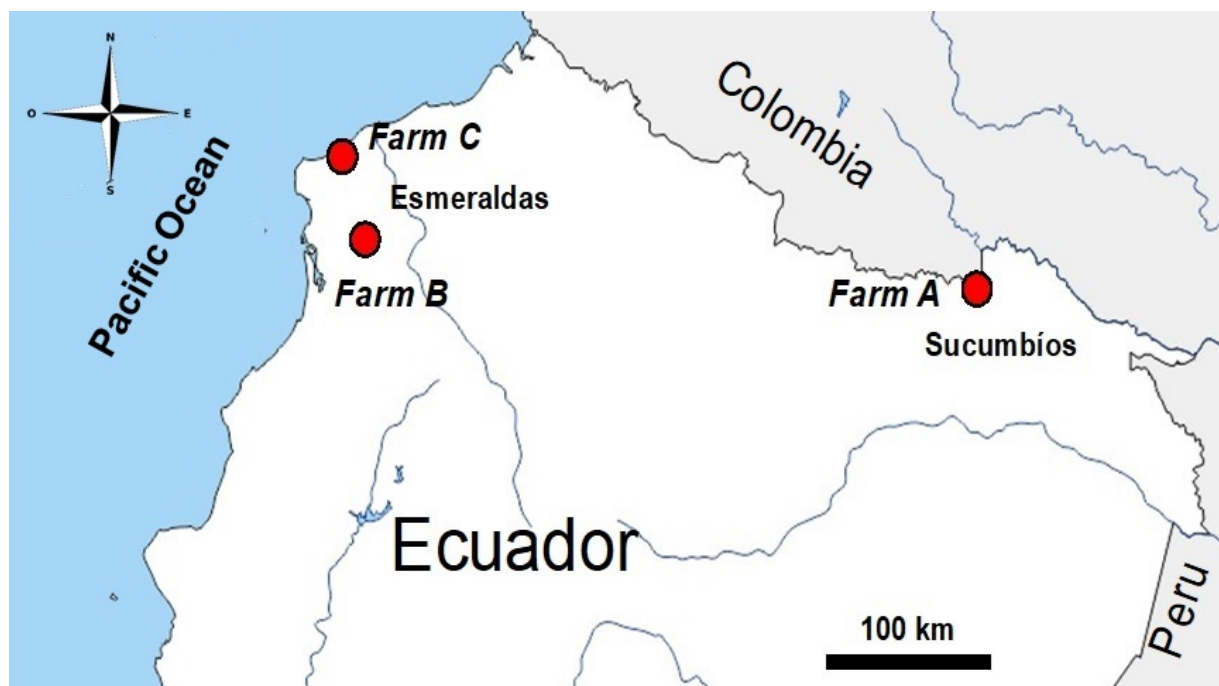 N
O
E
S
Pacific Ocean
Colombia
Farm C
Esmeraldas
Farm B
Farm A
Sucumbíos
Ecuador
100 km
Peru